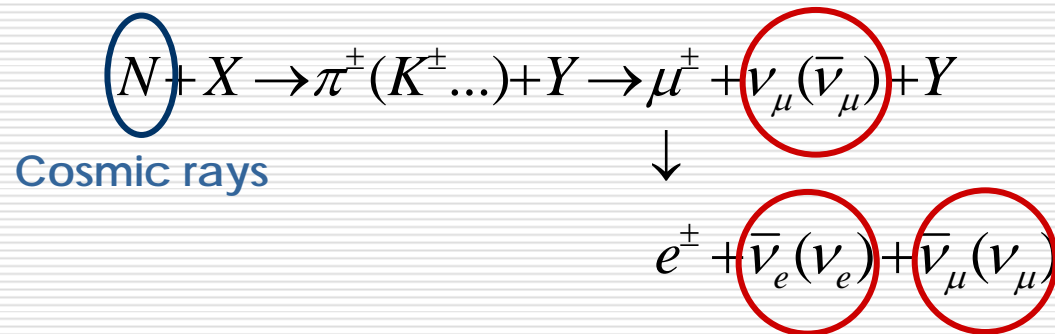 N + X → π^± (K^± ...) + Y → μ^± + ν_μ (ν̄_μ) + Y
Cosmic rays
↓
e^± + ν̄_e (ν_e) + ν̄_μ (ν_μ)